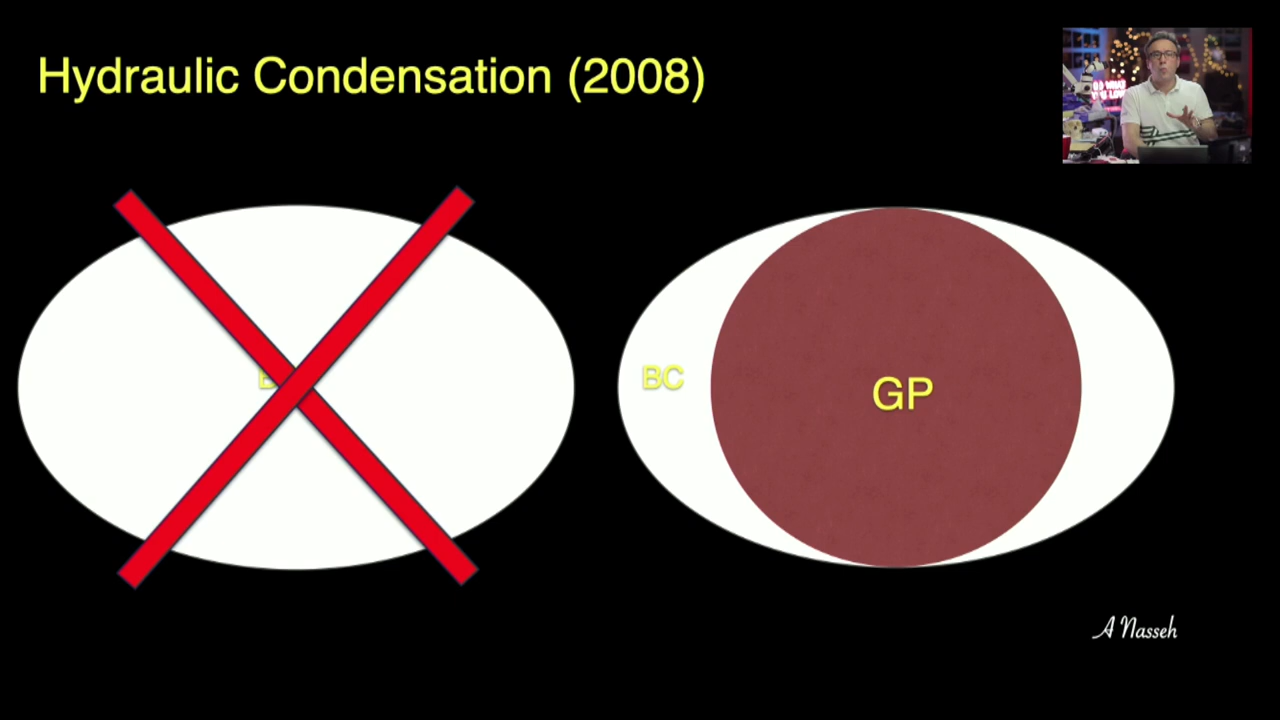 Hydraulic Condensation (2008)
BC
GP
A Nasseh